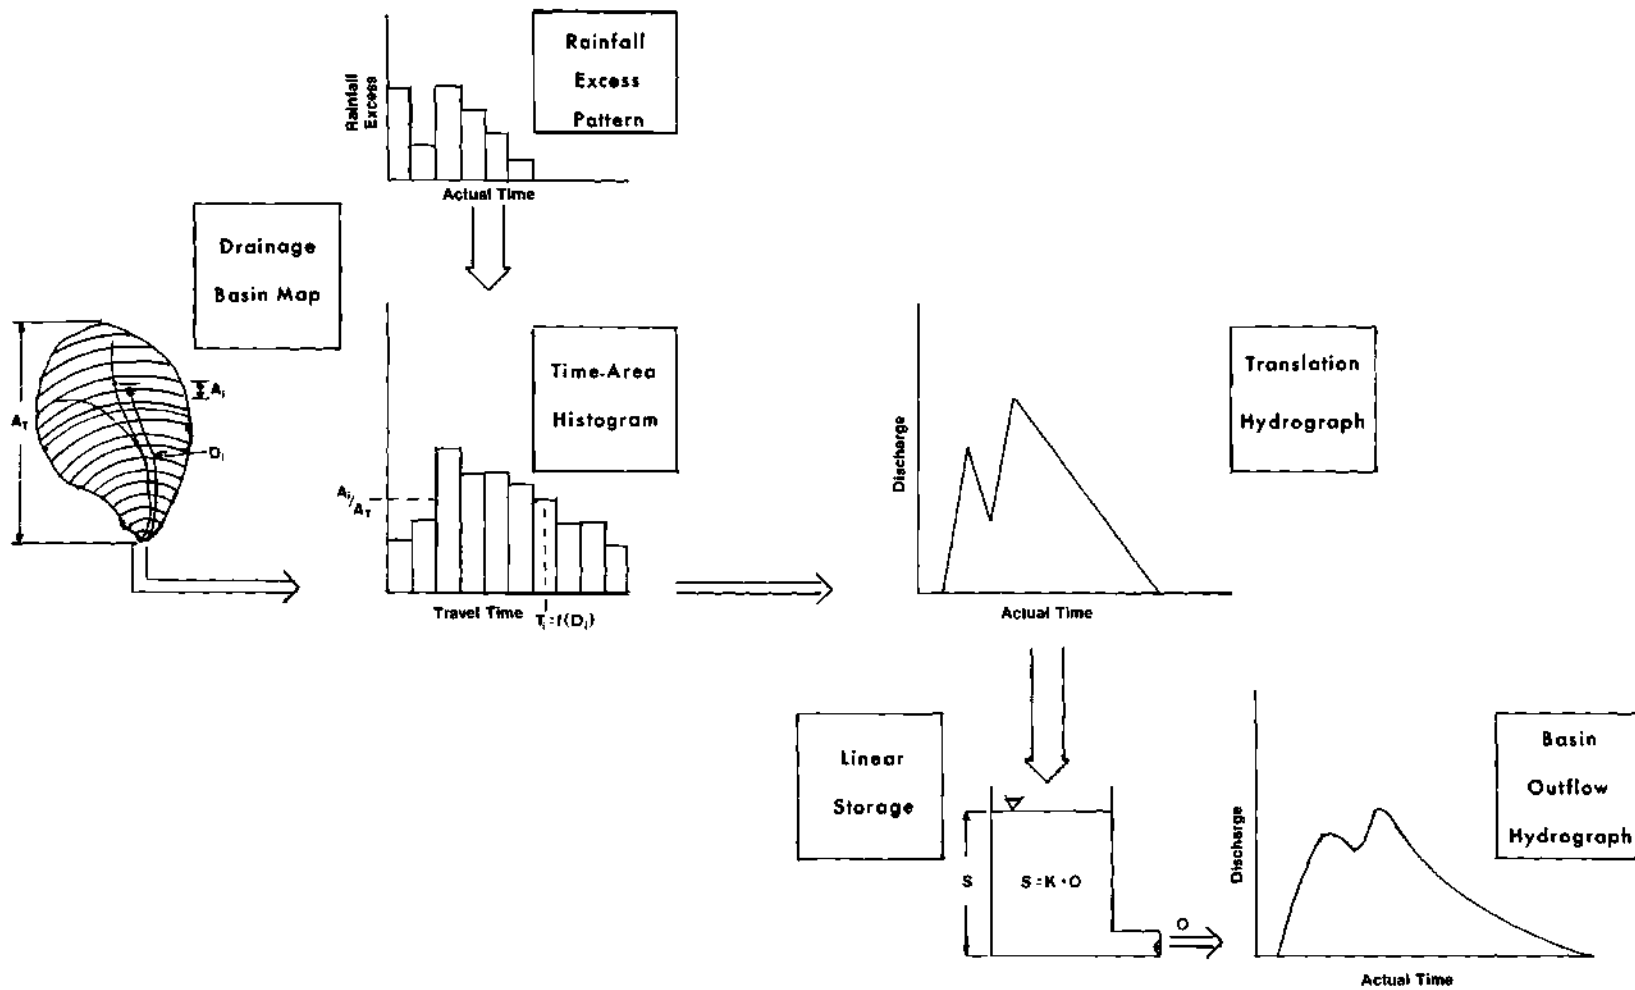 Rainfall
Excess
Pattern
Rainfall
Excess
Actual Time
Drainage
Basin Map
A_T
A_i
D_i
Time-Area
Histogram
A_i/A_T
Travel Time
T_i=f(D_i)
Translation
Hydrograph
Discharge
Actual Time
Linear
Storage
S
S=K·O
O
Basin
Outflow
Hydrograph
Discharge
Actual Time